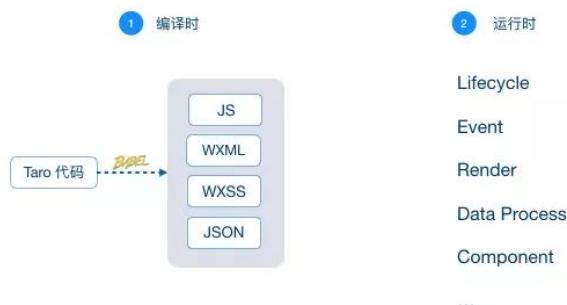 1 编译时
2 运行时
Taro 代码
BABEL
JS
WXML
WXSS
JSON
Lifecycle
Event
Render
Data Process
Component
...